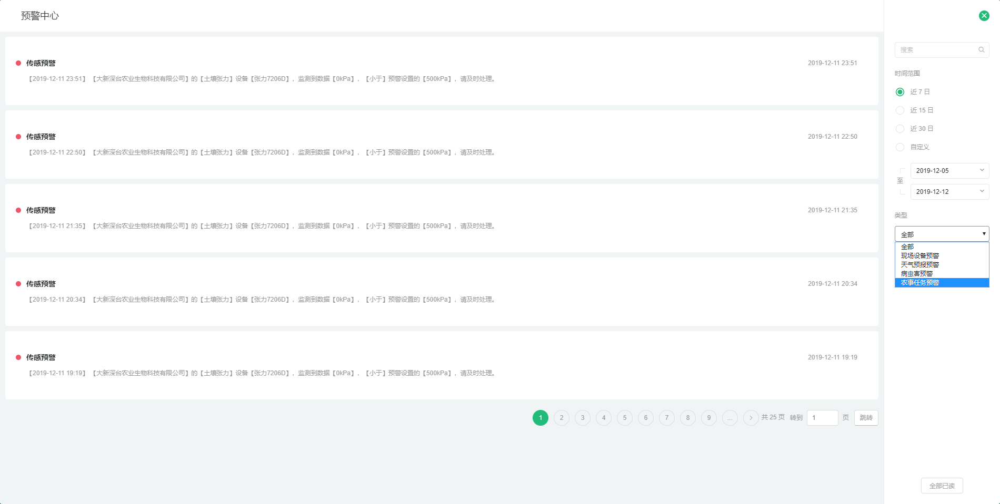 预警中心
传感预警
2019-12-11 23:51
【2019-12-11 23:51】 【大新深台农业生物科技有限公司】的【土壤张力】设备【张力7206D】，监测到数据【0kPa】，【小于】预警设置的【500kPa】，请及时处理。
传感预警
2019-12-11 22:50
【2019-12-11 22:50】 【大新深台农业生物科技有限公司】的【土壤张力】设备【张力7206D】，监测到数据【0kPa】，【小于】预警设置的【500kPa】，请及时处理。
传感预警
2019-12-11 21:35
【2019-12-11 21:35】 【大新深台农业生物科技有限公司】的【土壤张力】设备【张力7206D】，监测到数据【0kPa】，【小于】预警设置的【500kPa】，请及时处理。
传感预警
2019-12-11 20:34
【2019-12-11 20:34】 【大新深台农业生物科技有限公司】的【土壤张力】设备【张力7206D】，监测到数据【0kPa】，【小于】预警设置的【500kPa】，请及时处理。
传感预警
2019-12-11 19:19
【2019-12-11 19:19】 【大新深台农业生物科技有限公司】的【土壤张力】设备【张力7206D】，监测到数据【0kPa】，【小于】预警设置的【500kPa】，请及时处理。
1 2 3 4 5 6 7 8 9 ... 共 25 页 转到 1 页 跳转
搜索
时间范围
近 7 日
近 15 日
近 30 日
自定义
2019-12-05
至
2019-12-12
类型
全部
全部
现场设备预警
天气预报预警
病虫害预警
农事任务预警
全部已读